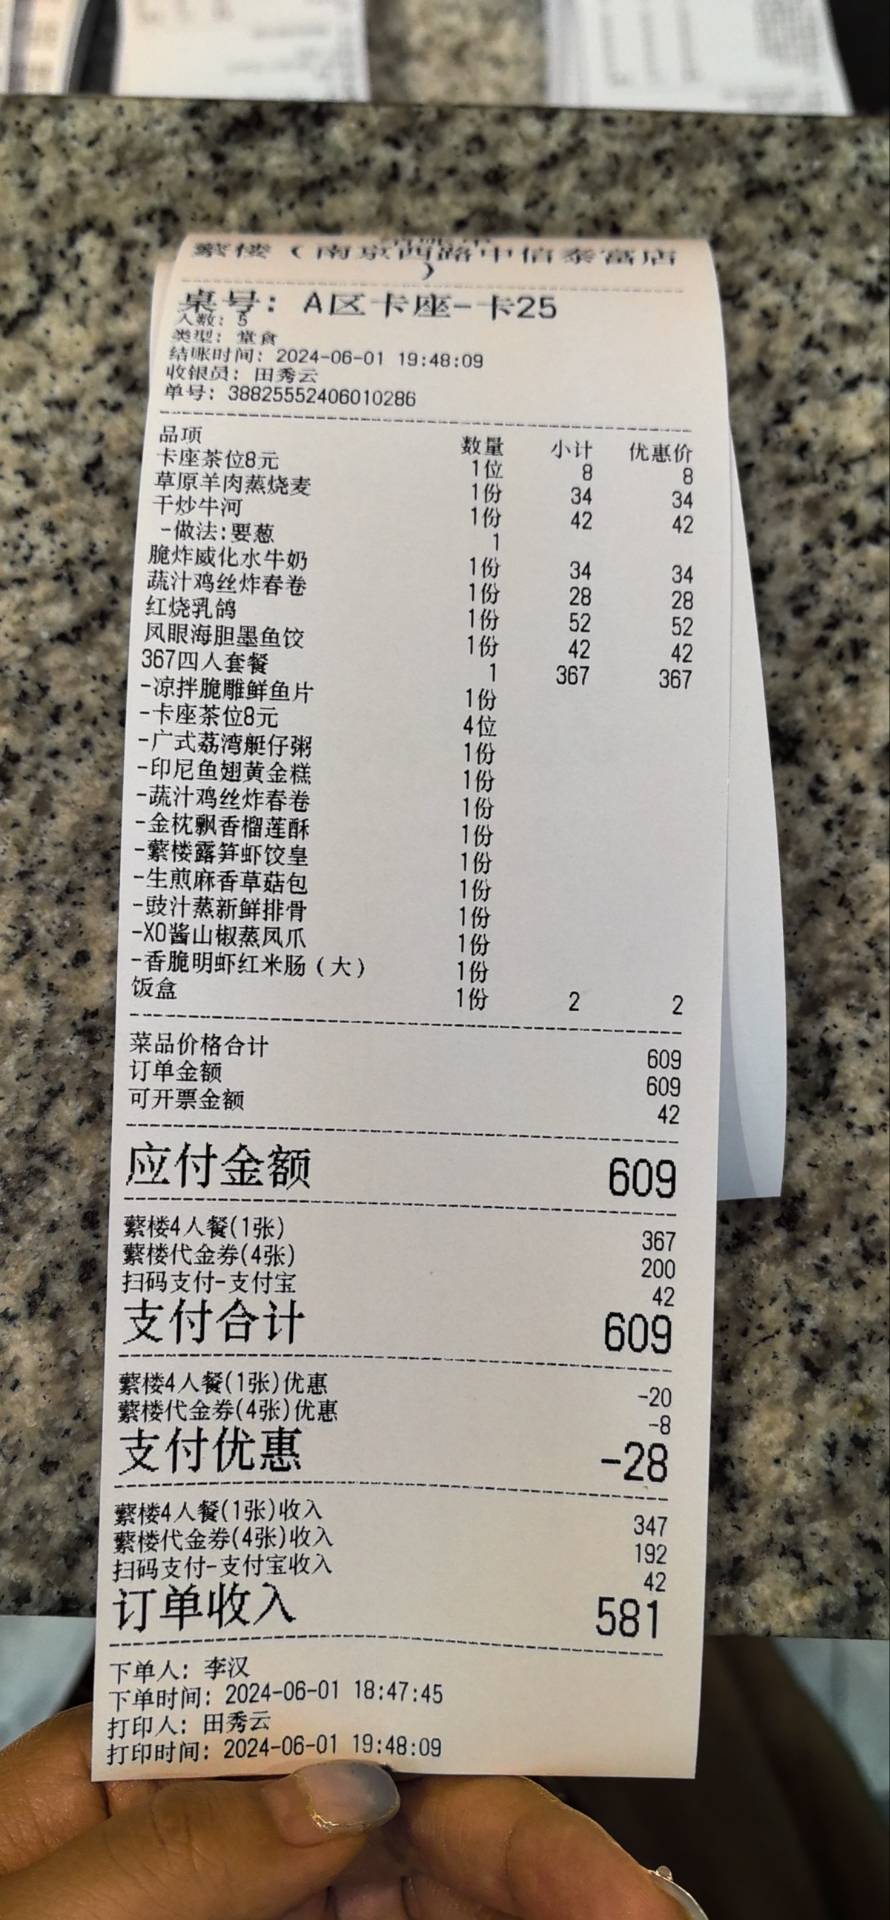 蘩楼（南京西路中信泰富店
）
桌号: A区卡座-卡25
人数: 5
类型: 堂食
结账时间: 2024-06-01 19:48:09
收银员: 田秀云
单号: 38825552406010286
品项 数量 小计 优惠价
卡座茶位8元 1位 8 8
草原羊肉蒸烧麦 1份 34 34
干炒牛河 1份 42 42
-做法:要葱 1
脆炸威化水牛奶 1份 34 34
蔬汁鸡丝炸春卷 1份 28 28
红烧乳鸽 1份 52 52
凤眼海胆墨鱼饺 1份 42 42
367四人套餐 1 367 367
-凉拌脆雕鲜鱼片 1份
-卡座茶位8元 4位
-广式荔湾艇仔粥 1份
-印尼鱼翅黄金糕 1份
-蔬汁鸡丝炸春卷 1份
-金枕飘香榴莲酥 1份
-蘩楼露笋虾饺皇 1份
-生煎麻香草菇包 1份
-豉汁蒸新鲜排骨 1份
-XO酱山椒蒸凤爪 1份
-香脆明虾红米肠（大） 1份
饭盒 1份 2 2
菜品价格合计 609
订单金额 609
可开票金额 42
应付金额 609
蘩楼4人餐(1张) 367
蘩楼代金券(4张) 200
扫码支付-支付宝 42
支付合计 609
蘩楼4人餐(1张)优惠 -20
蘩楼代金券(4张)优惠 -8
支付优惠 -28
蘩楼4人餐(1张)收入 347
蘩楼代金券(4张)收入 192
扫码支付-支付宝收入 42
订单收入 581
下单人: 李汉
下单时间: 2024-06-01 18:47:45
打印人: 田秀云
打印时间: 2024-06-01 19:48:09